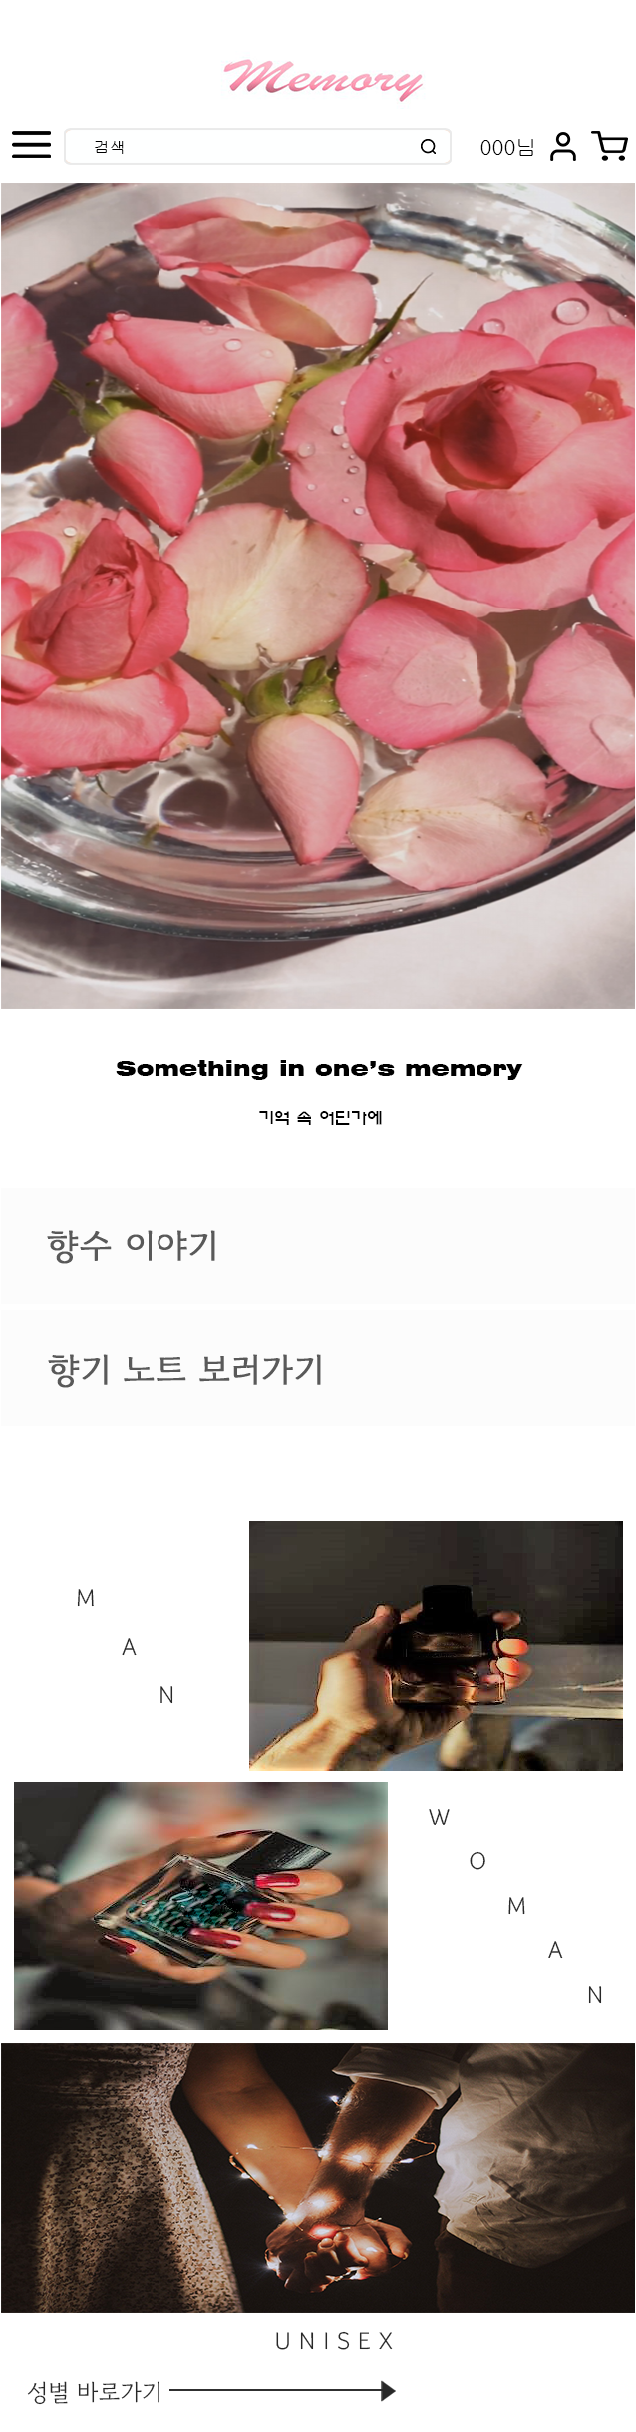 Memory
검색
000님
Something in one's memory
기억 속 어딘가에
향수 이야기
향기 노트 보러가기
MAN
WOMAN
UNISEX
성별 바로가기